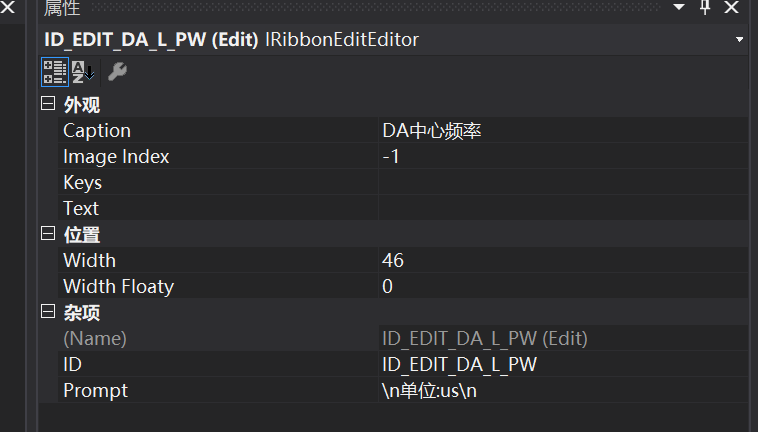 属性
ID_EDIT_DA_L_PW (Edit) IRibbonEditEditor
外观
Caption DA中心频率
Image Index -1
Keys
Text
位置
Width 46
Width Floaty 0
杂项
(Name) ID_EDIT_DA_L_PW (Edit)
ID ID_EDIT_DA_L_PW
Prompt \n单位:us\n